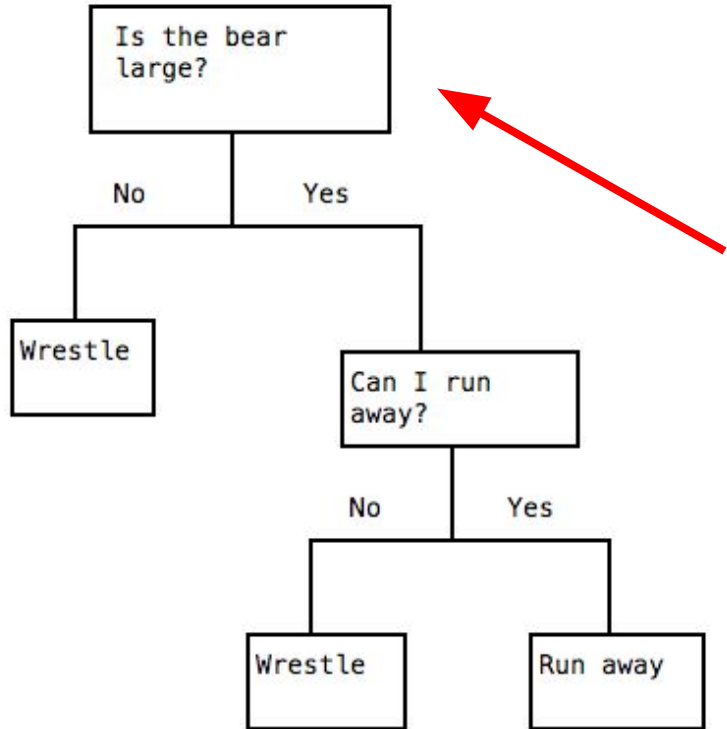 Is the bear
large?
No
Yes
Wrestle
Can I run
away?
No
Yes
Wrestle
Run away